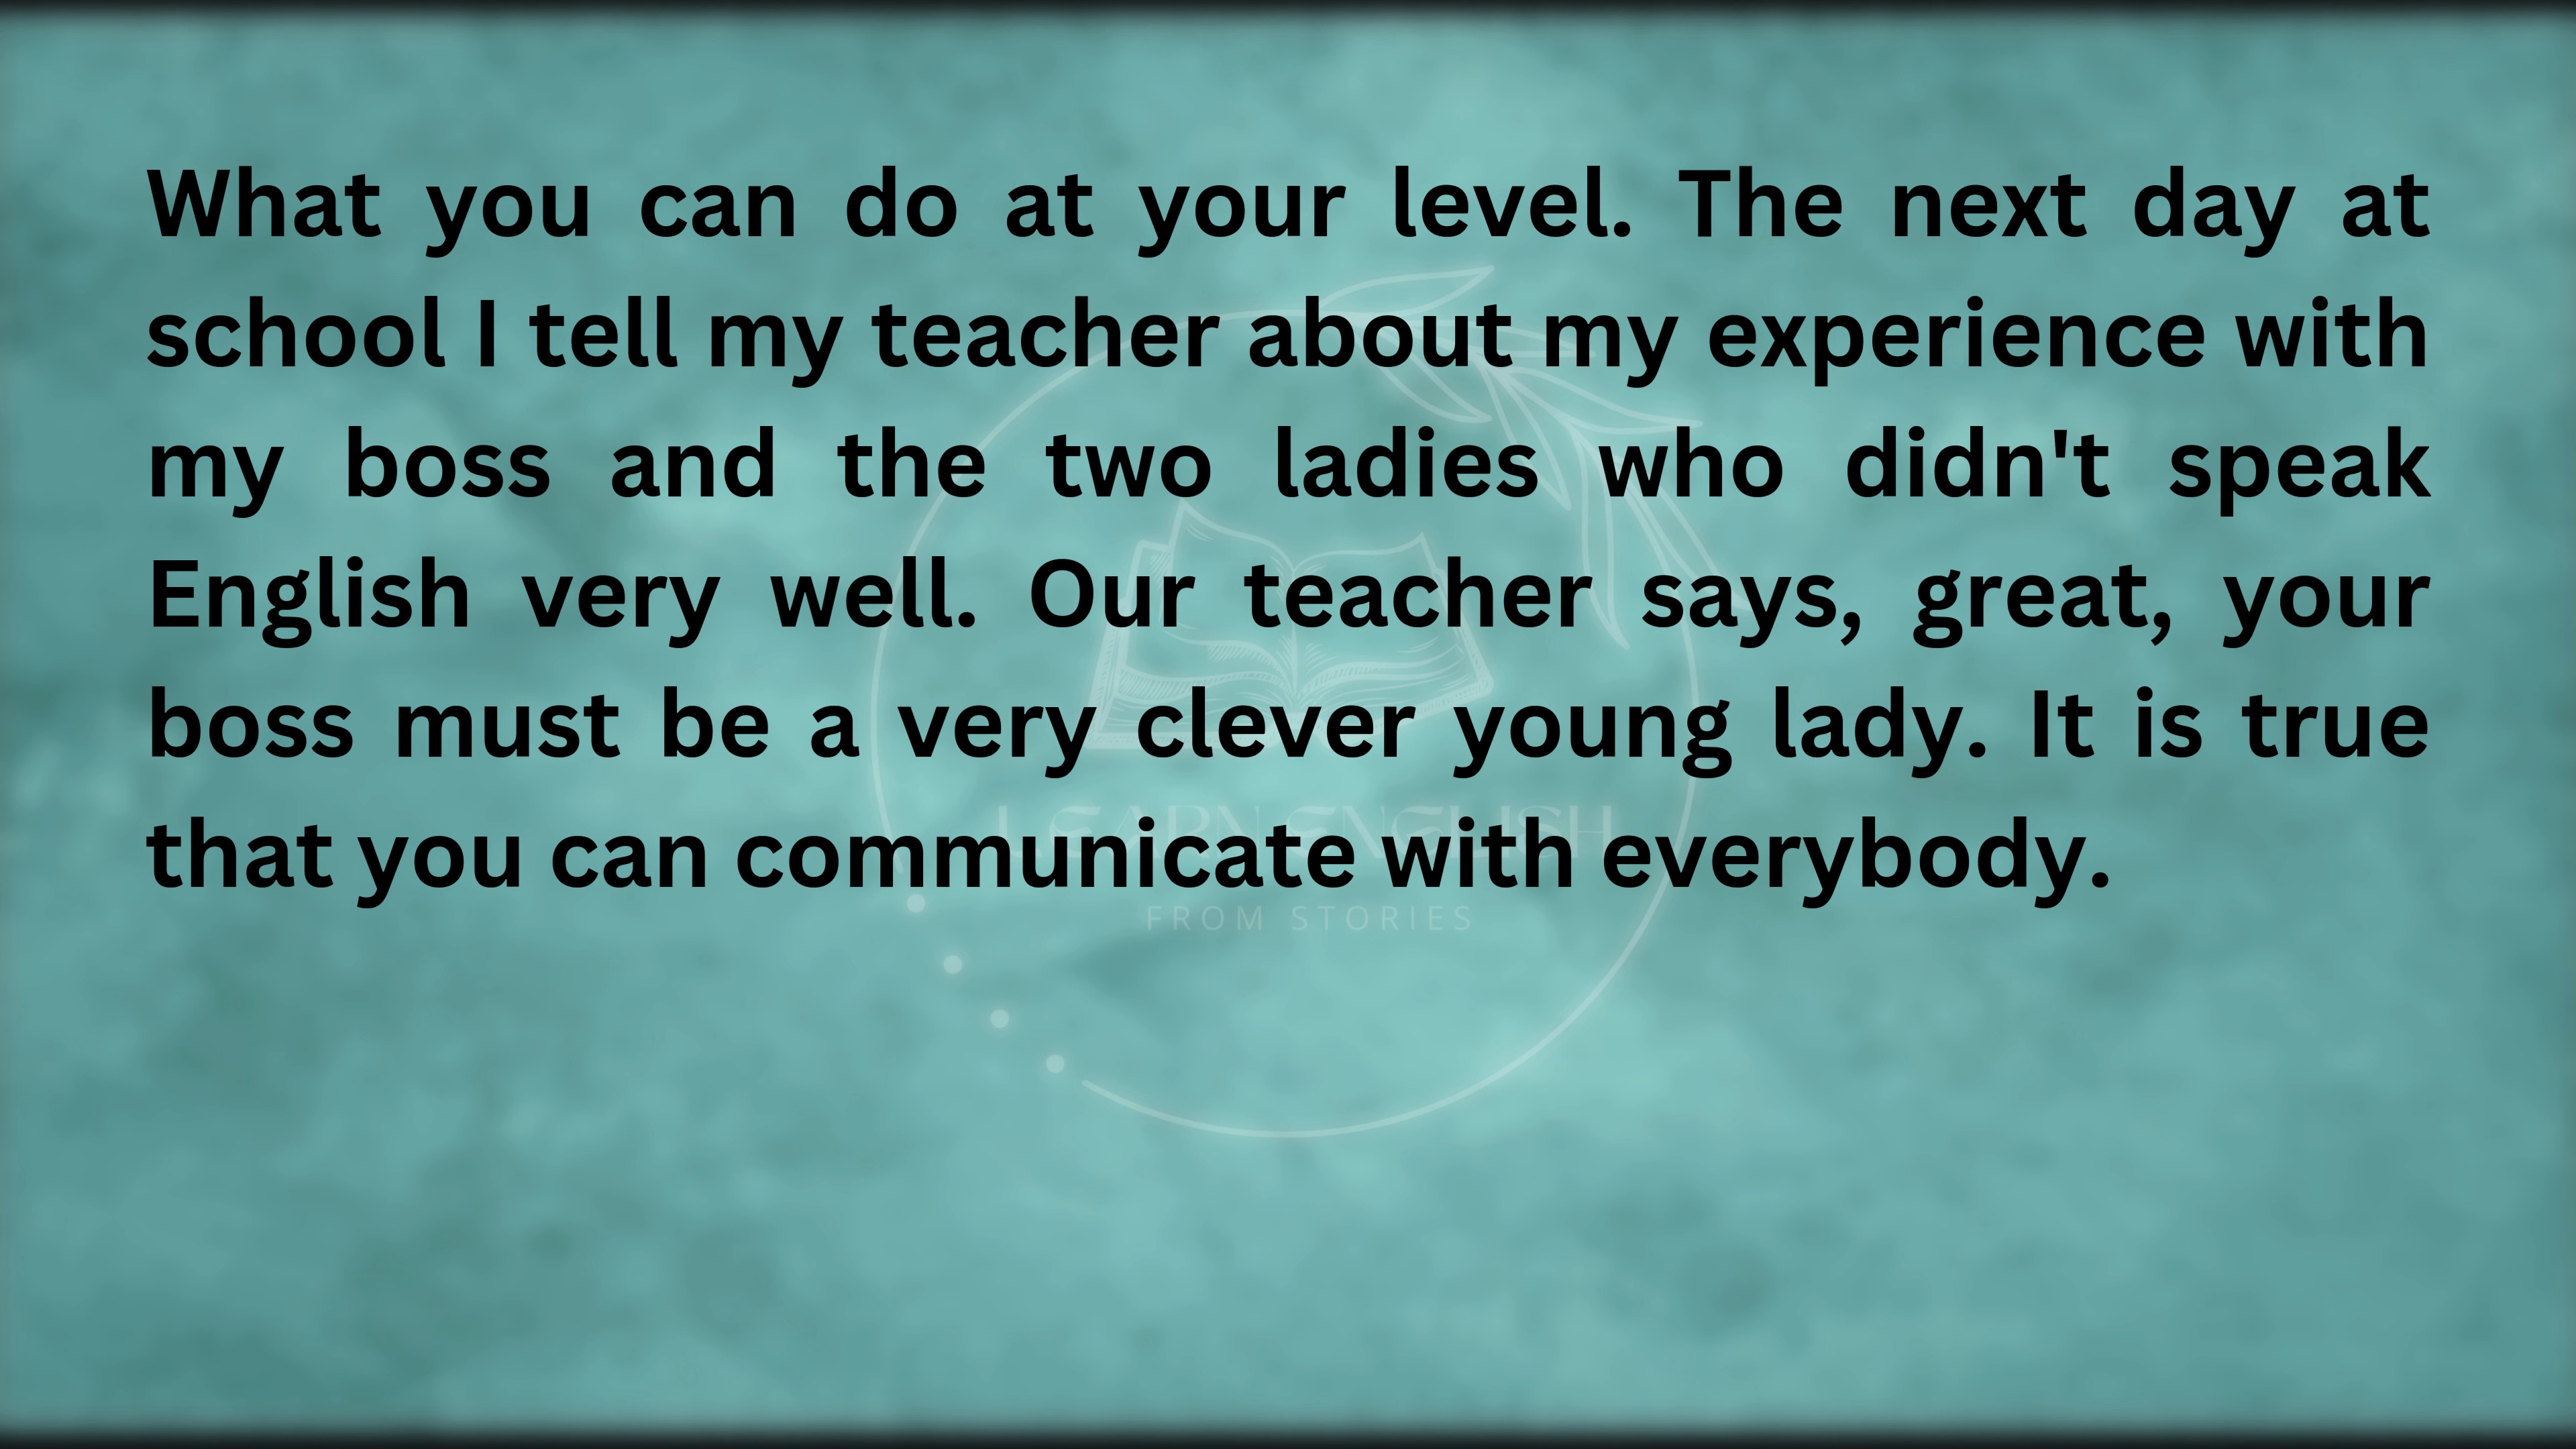 What you can do at your level. The next day at
school I tell my teacher about my experience with
my boss and the two ladies who didn't speak
English very well. Our teacher says, great, your
boss must be a very clever young lady. It is true
that you can communicate with everybody.
LEARN ENGLISH
FROM STORIES